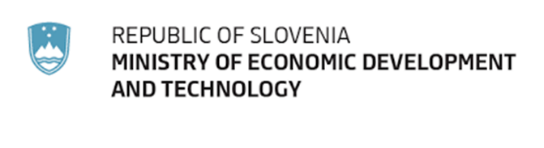 REPUBLIC OF SLOVENIA
MINISTRY OF ECONOMIC DEVELOPMENT
AND TECHNOLOGY